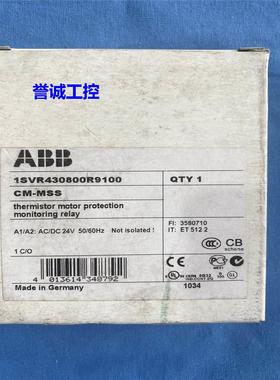 誉诚工控
ABB
1SVR430800R9100
QTY 1
CM-MSS
thermistor motor protection
monitoring relay
A1/A2: AC/DC 24V 50/60Hz Not isolated !
FI: 3580710
IT: ET 512 2
1 C/O
CB
scheme
4 013614 348792
Made in Germany
1034